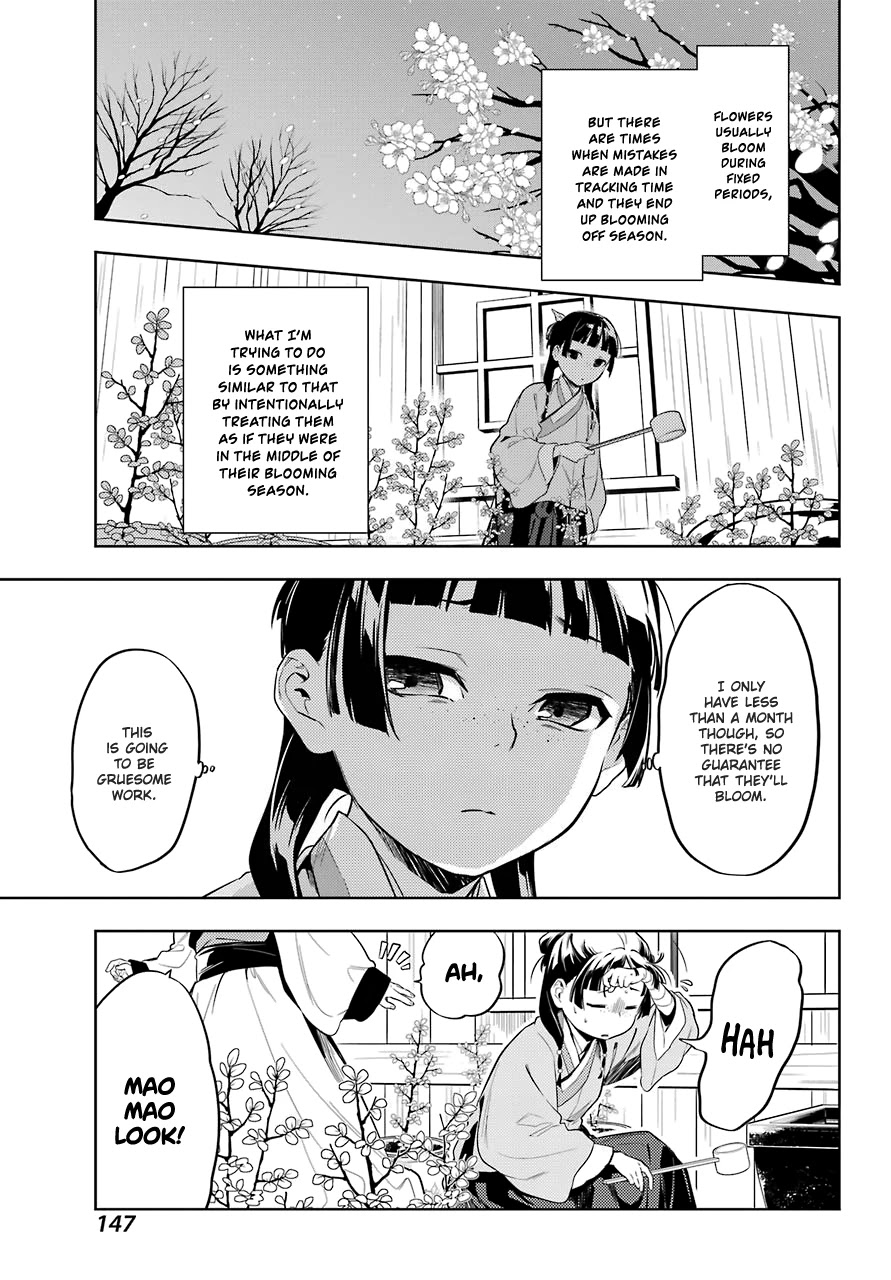 FLOWERS
USUALLY
BLOOM
DURING
FIXED
PERIODS,
BUT THERE
ARE TIMES
WHEN MISTAKES
ARE MADE IN
TRACKING TIME
AND THEY END
UP BLOOMING
OFF SEASON.
WHAT I'M
TRYING TO DO
IS SOMETHING
SIMILAR TO THAT
BY INTENTIONALLY
TREATING THEM
AS IF THEY WERE
IN THE MIDDLE OF
THEIR BLOOMING
SEASON.
I ONLY
HAVE LESS
THAN A MONTH
THOUGH, SO
THERE'S NO
GUARANTEE
THAT THEY'LL
BLOOM.
THIS
IS GOING
TO BE
GRUESOME
WORK.
HAH
AH,
MAO
MAO
LOOK!
147